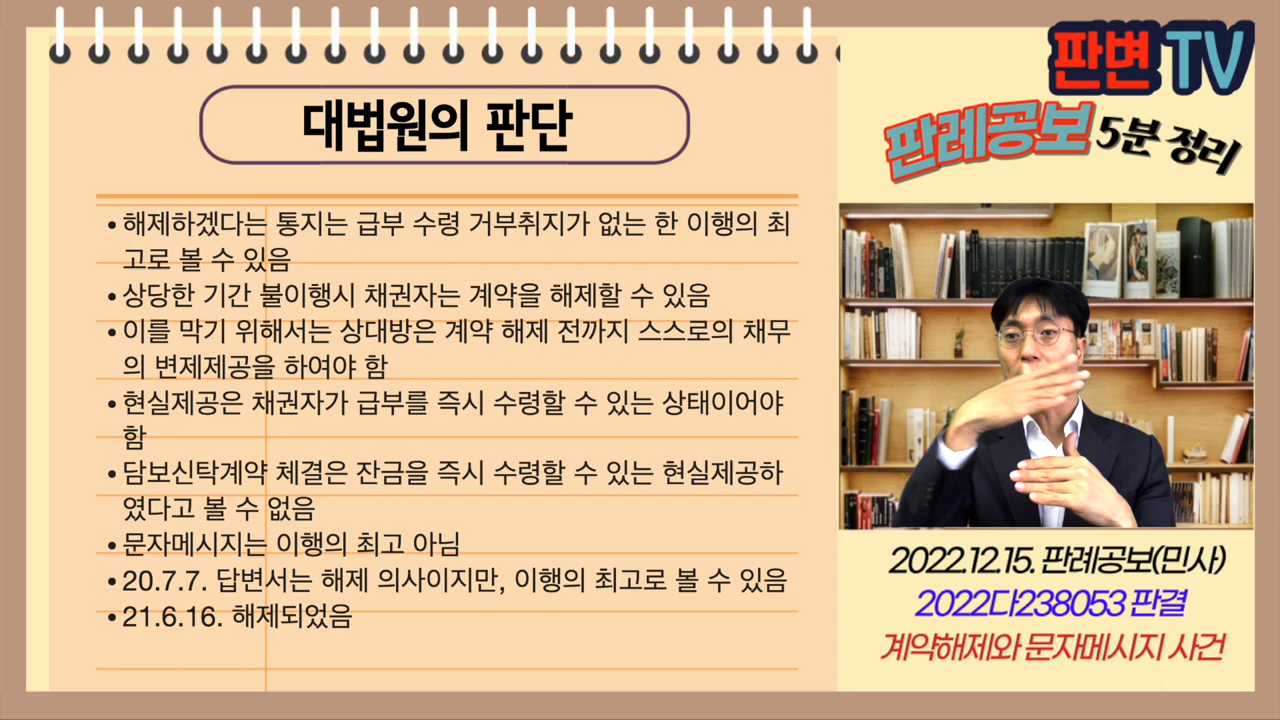 대법원의 판단
• 해제하겠다는 통지는 급부 수령 거부취지가 없는 한 이행의 최
고로 볼 수 있음
• 상당한 기간 불이행시 채권자는 계약을 해제할 수 있음
• 이를 막기 위해서는 상대방은 계약 해제 전까지 스스로의 채무
의 변제제공을 하여야 함
• 현실제공은 채권자가 급부를 즉시 수령할 수 있는 상태이어야
함
• 담보신탁계약 체결은 잔금을 즉시 수령할 수 있는 현실제공하
였다고 볼 수 없음
• 문자메시지는 이행의 최고 아님
• 20.7.7. 답변서는 해제 의사이지만, 이행의 최고로 볼 수 있음
• 21.6.16. 해제되었음
판변 TV
판례공보 5분 정리
2022.12.15. 판례공보(민사)
2022다238053 판결
계약해제와 문자메시지 사건